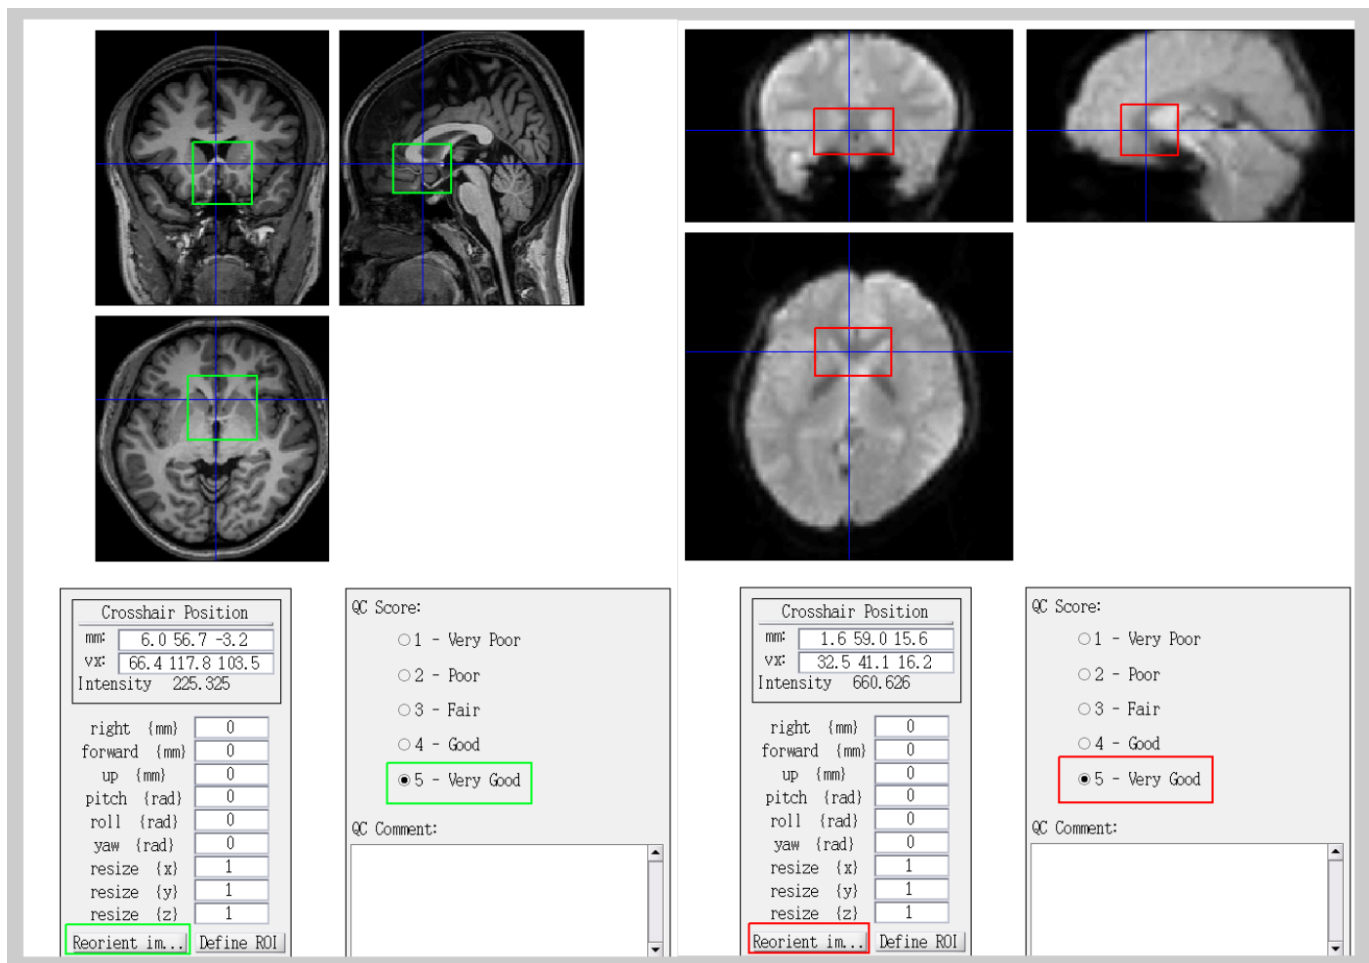 Crosshair Position
mm: 6.0 56.7 -3.2
vx: 66.4 117.8 103.5
Intensity 225.325
right {mm} 0
forward {mm} 0
up {mm} 0
pitch {rad} 0
roll {rad} 0
yaw {rad} 0
resize {x} 1
resize {y} 1
resize {z} 1
Reorient im... Define ROI
QC Score:
1 - Very Poor
2 - Poor
3 - Fair
4 - Good
5 - Very Good
QC Comment:
Crosshair Position
mm: 1.6 59.0 15.6
vx: 32.5 41.1 16.2
Intensity 660.626
right {mm} 0
forward {mm} 0
up {mm} 0
pitch {rad} 0
roll {rad} 0
yaw {rad} 0
resize {x} 1
resize {y} 1
resize {z} 1
Reorient im... Define ROI
QC Score:
1 - Very Poor
2 - Poor
3 - Fair
4 - Good
5 - Very Good
QC Comment: